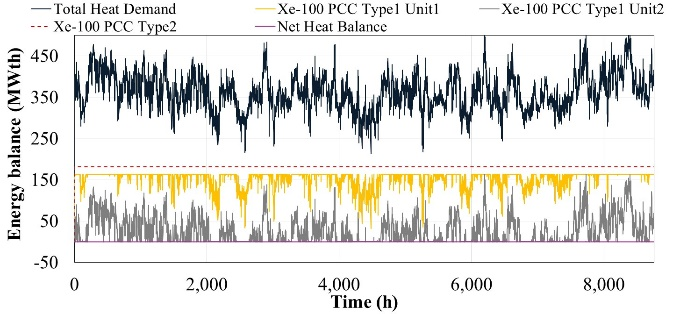 Total Heat Demand Xe-100 PCC Type1 Unit1 Xe-100 PCC Type1 Unit2
Xe-100 PCC Type2 Net Heat Balance
Energy balance (MWth)
450
350
250
150
50
-50
0 2,000 4,000 6,000 8,000
Time (h)